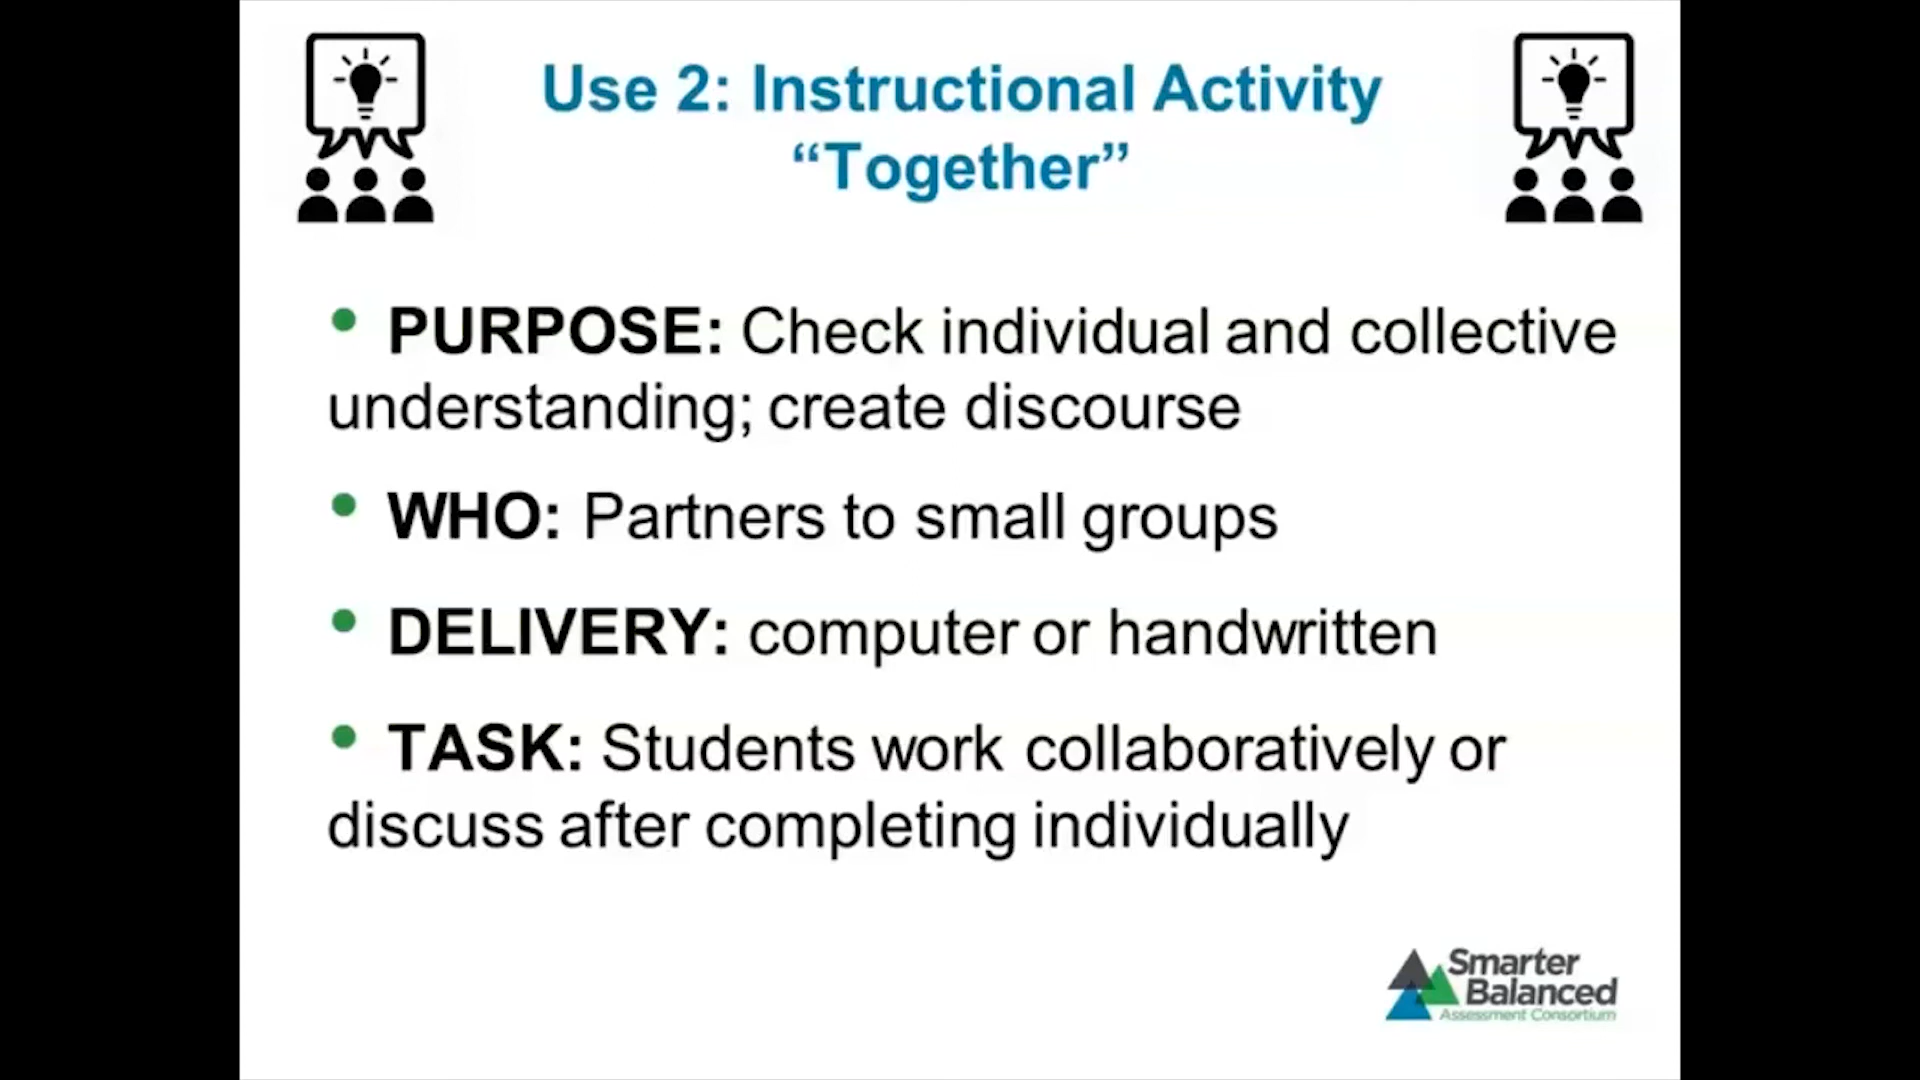 Use 2: Instructional Activity
“Together”
• PURPOSE: Check individual and collective
understanding; create discourse
• WHO: Partners to small groups
• DELIVERY: computer or handwritten
• TASK: Students work collaboratively or
discuss after completing individually
Smarter
Balanced
Assessment Consortium